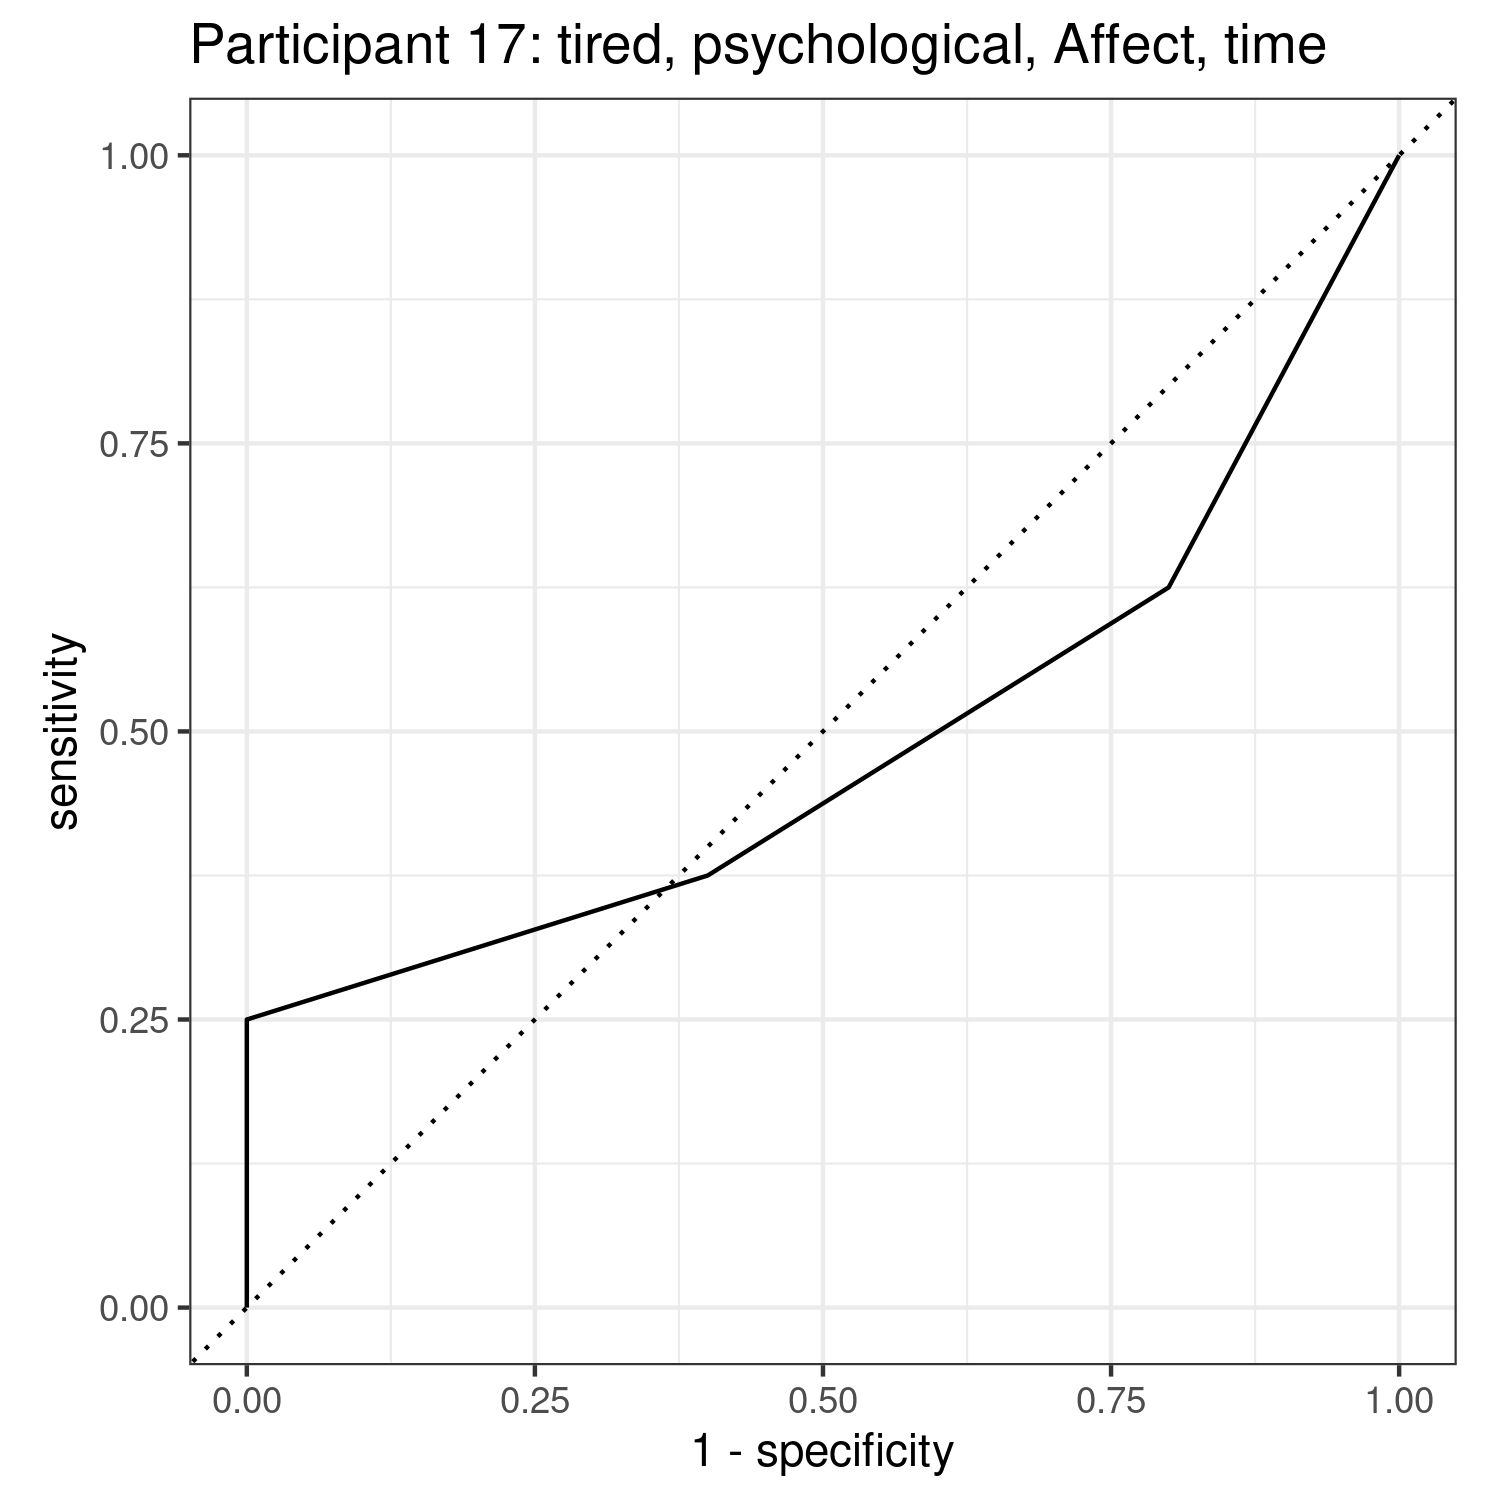 Participant 17: tired, psychological, Affect, time
1.00
0.75
0.50
0.25
0.00
sensitivity
0.00 0.25 0.50 0.75 1.00
1 - specificity